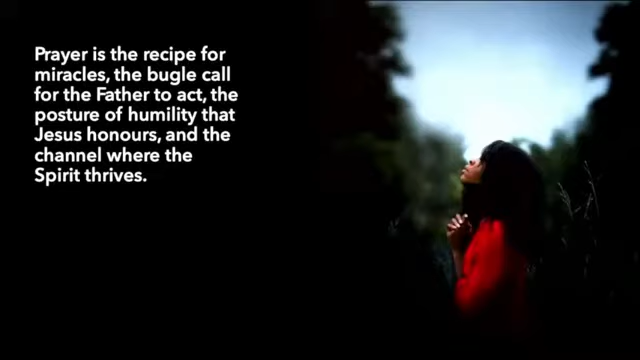 Prayer is the recipe for
miracles, the bugle call
for the Father to act, the
posture of humility that
Jesus honours, and the
channel where the
Spirit thrives.